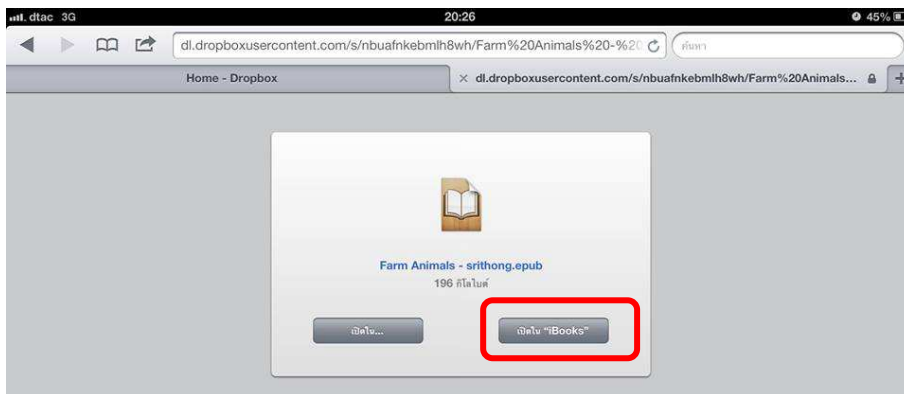 dtac 3G 20:26 45%
dl.dropboxusercontent.com/s/nbuafnkebmlh8wh/Farm%20Animals%20-%20 ค้นหา
Home - Dropbox dl.dropboxusercontent.com/s/nbuafnkebmlh8wh/Farm%20Animals...
Farm Animals - srithong.epub
196 กิโลไบต์
เปิดใน... เปิดใน "iBooks"